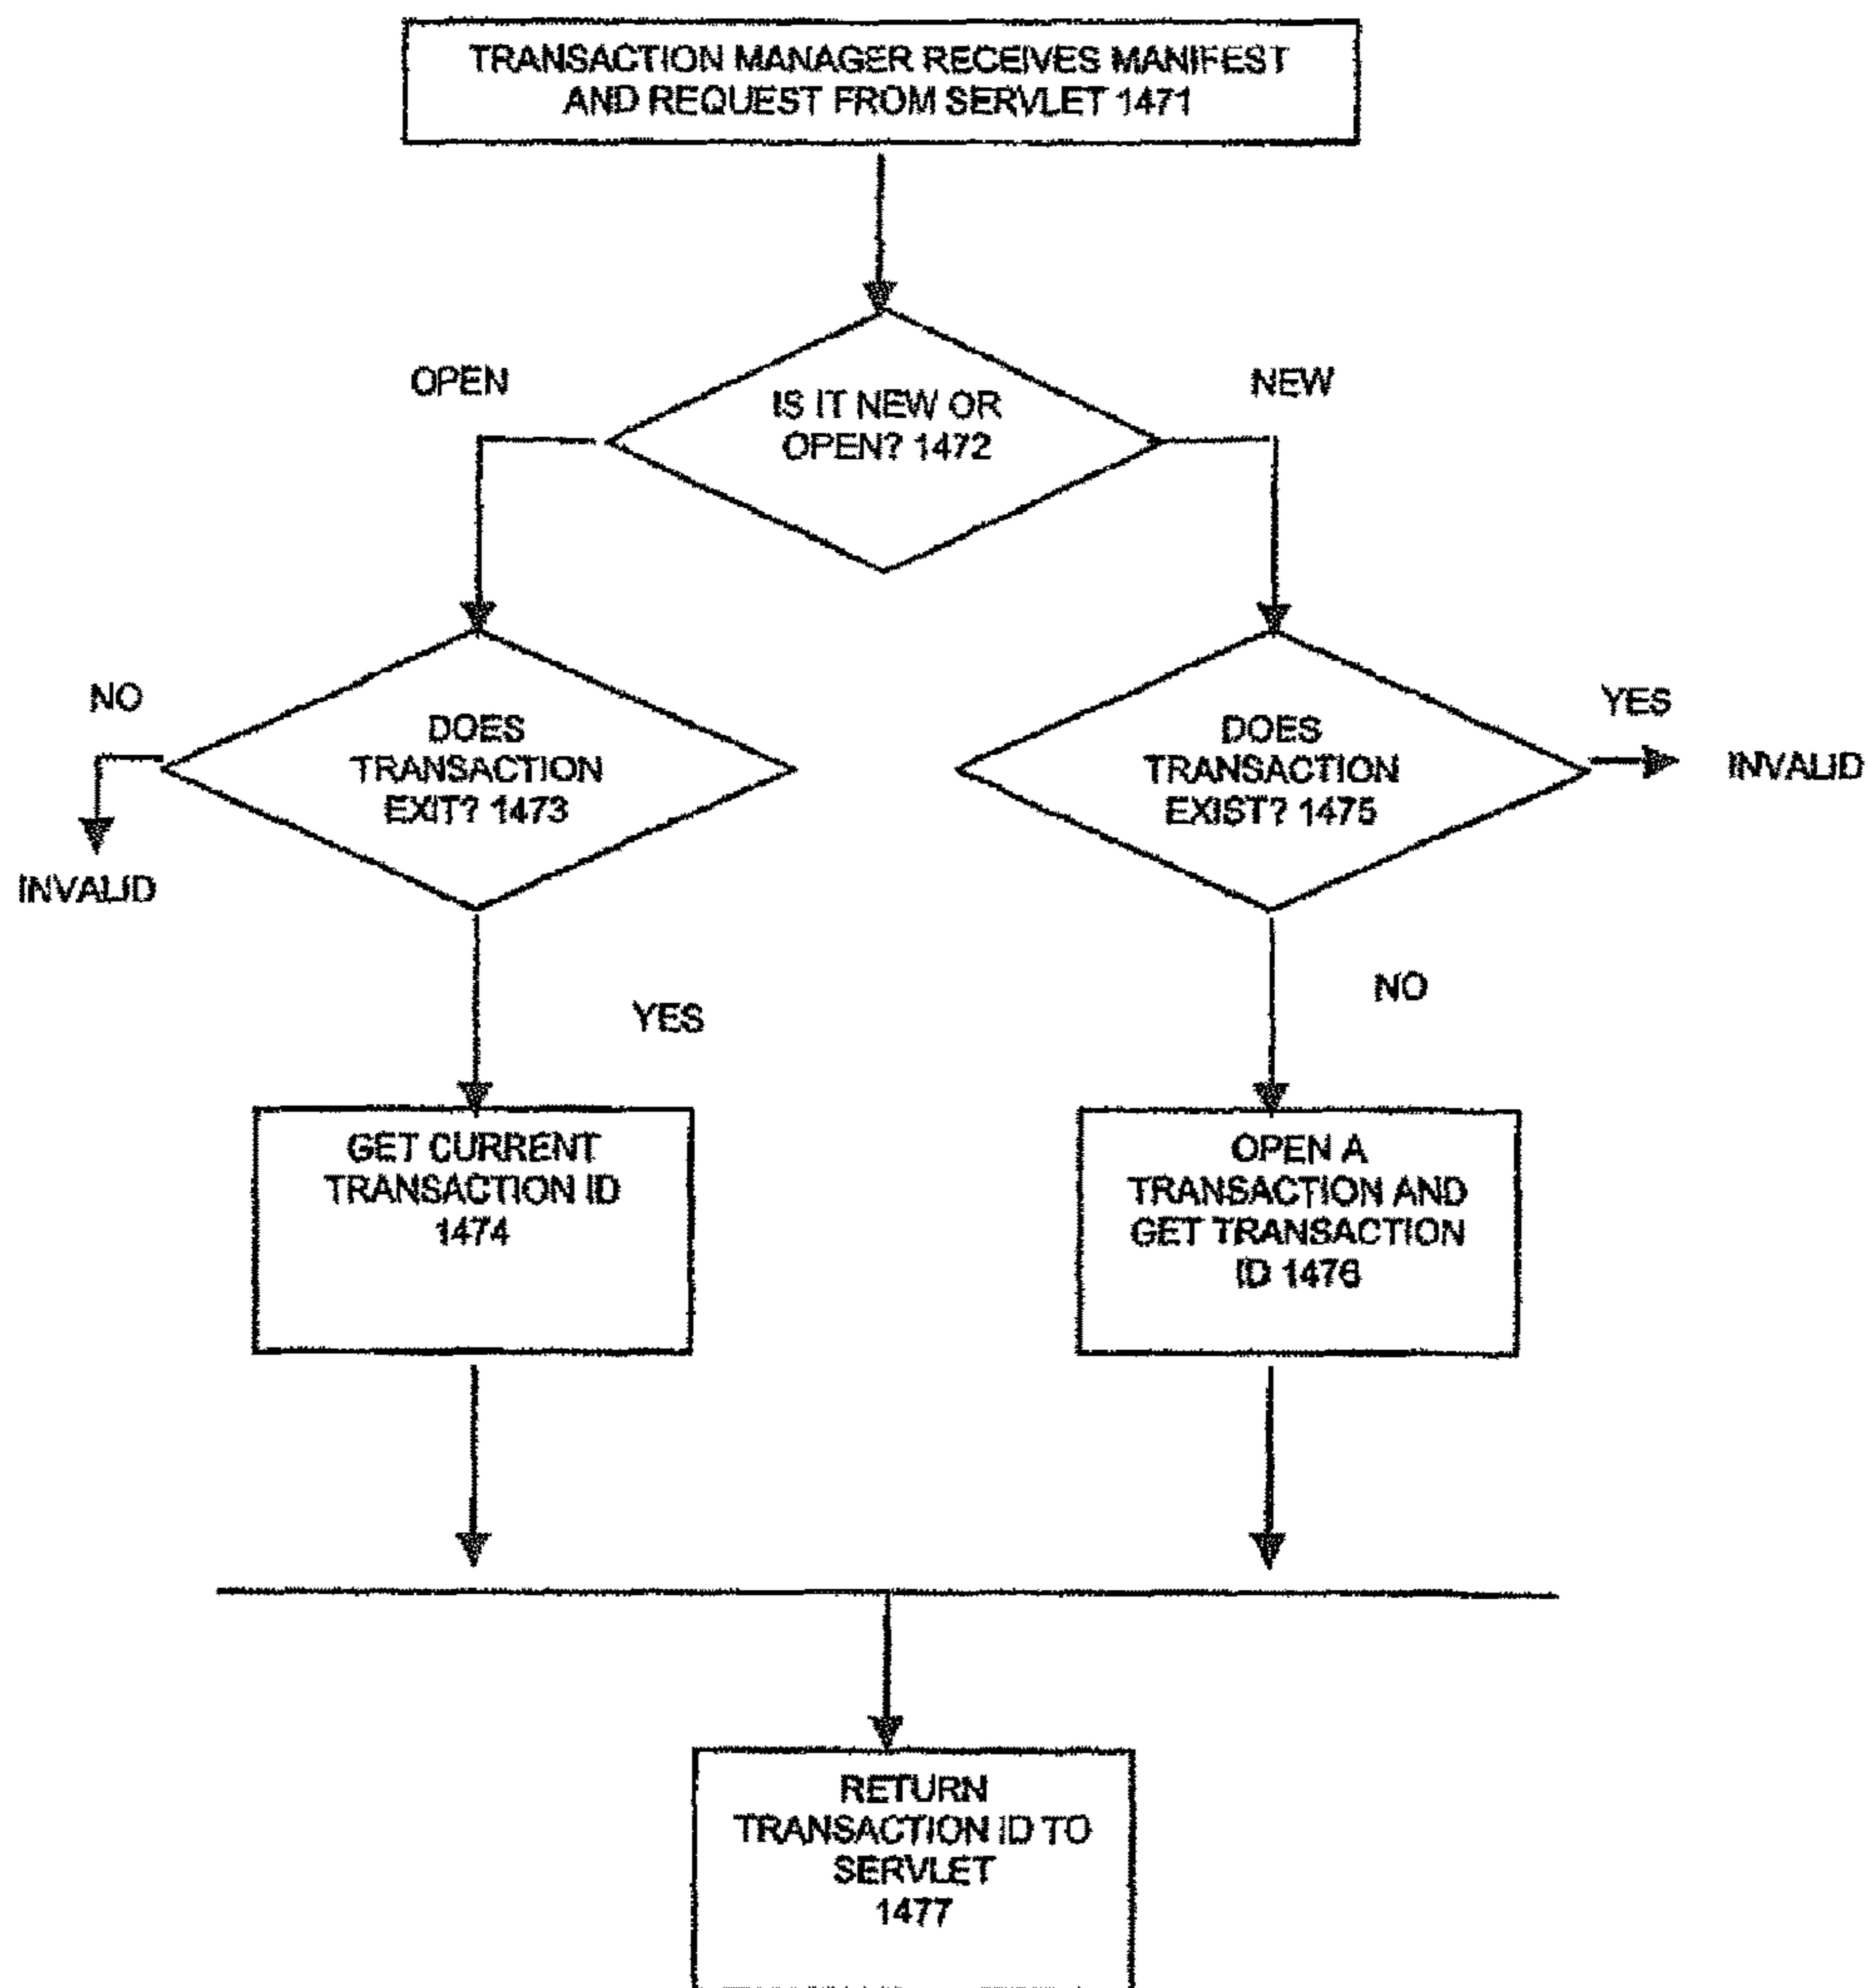 TRANSACTION MANAGER RECEIVES MANIFEST
AND REQUEST FROM SERVLET 1471
OPEN
IS IT NEW OR
OPEN? 1472
NEW
NO
DOES
TRANSACTION
EXIT? 1473
INVALID
DOES
TRANSACTION
EXIST? 1475
YES
INVALID
YES
NO
GET CURRENT
TRANSACTION ID
1474
OPEN A
TRANSACTION AND
GET TRANSACTION
ID 1476
RETURN
TRANSACTION ID TO
SERVLET
1477